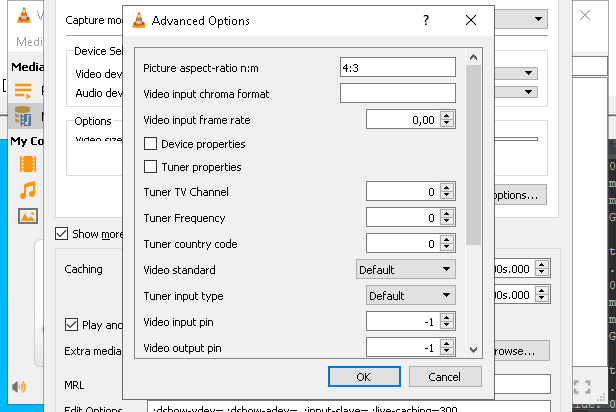 Capture mo
Advanced Options
?
Medi
Media
My Co
Device Se
Video dev
Audio dev
Options
Video size
Picture aspect-ratio n:m 4:3
Video input chroma format
Video input frame rate 0,00
Device properties
Tuner properties
Tuner TV Channel 0
Tuner Frequency 0
Tuner country code 0
Video standard Default
Tuner input type Default
Video input pin -1
Video output pin -1
OK Cancel
options...
Show more
Caching
00s.000
00s.000
Play and
Extra media
rowse...
MRL
Edit Options :dshow-vdev= :dshow-adev= :input-slave= :live-caching=300